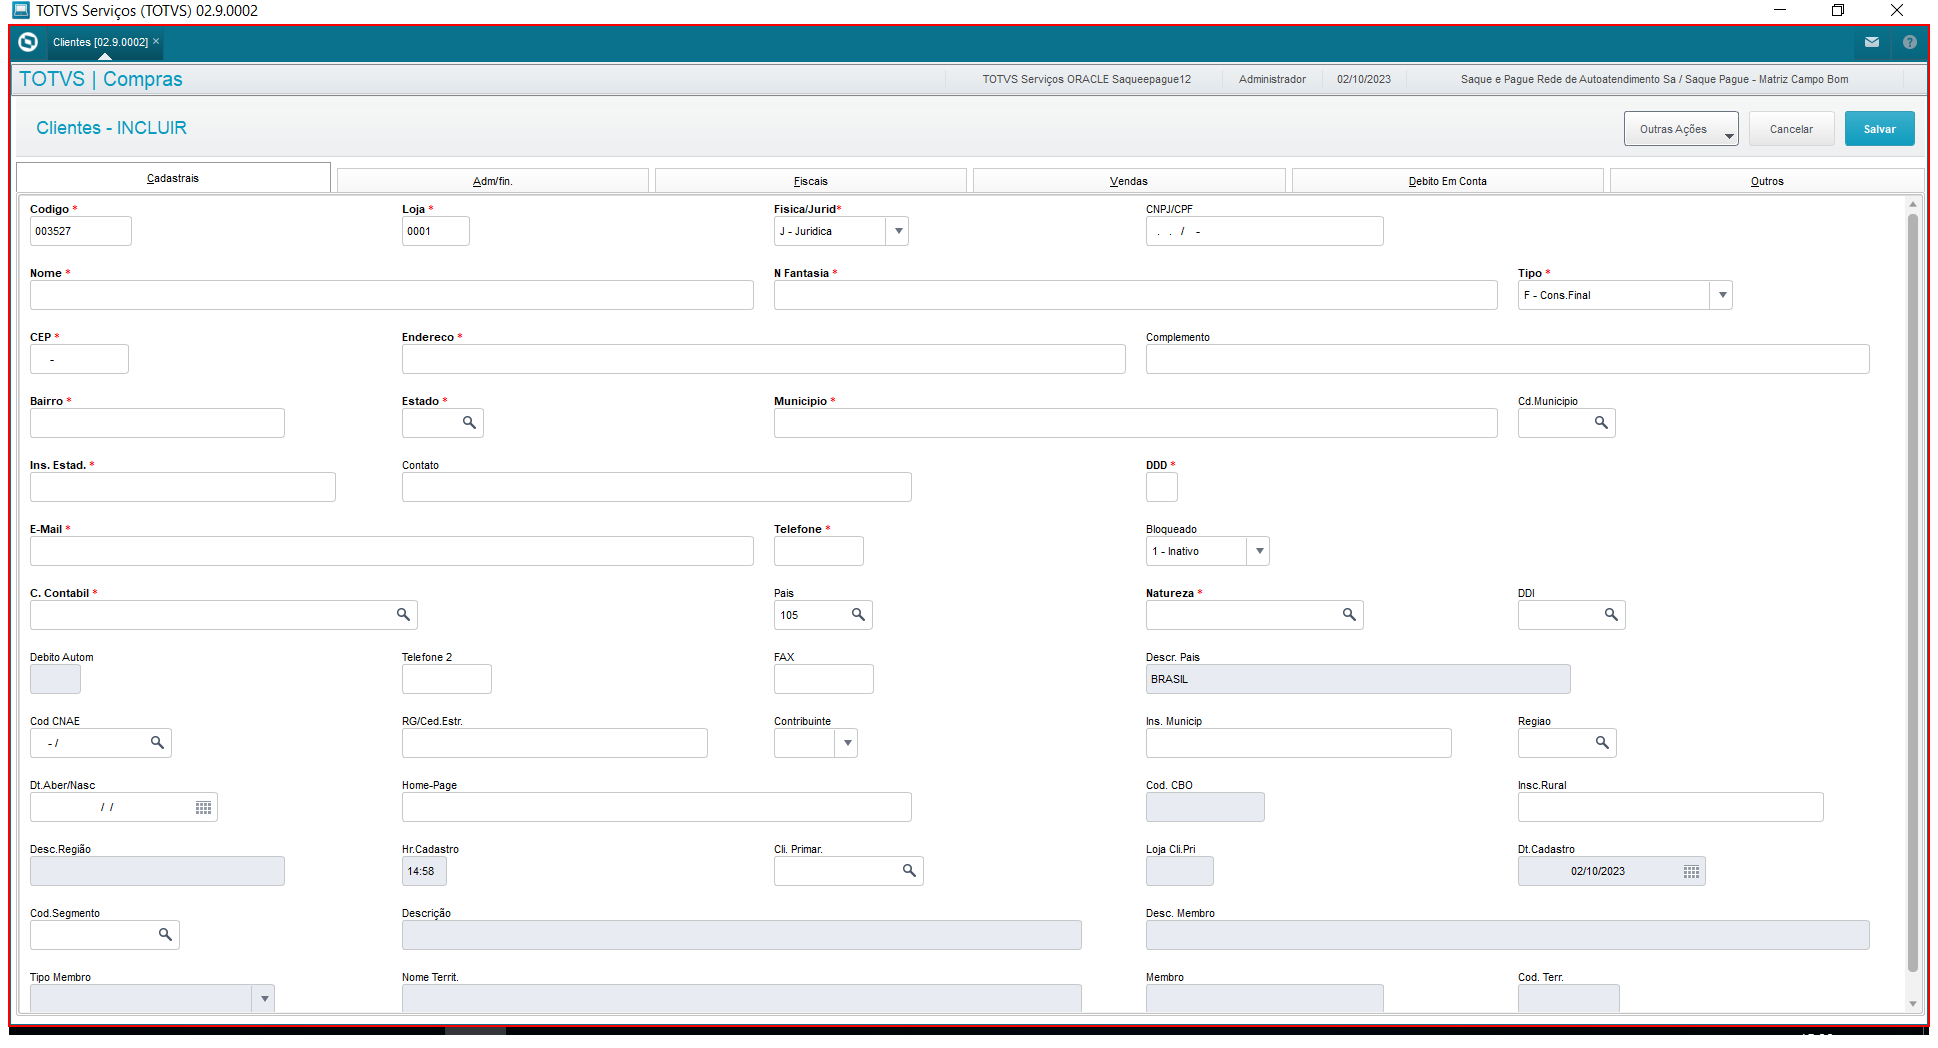 TOTVS Serviços (TOTVS) 02.9.0002
Clientes [02.9.0002] ×
TOTVS | Compras
TOTVS Serviços ORACLE Saqueepague12
Administrador
02/10/2023
Saque e Pague Rede de Autoatendimento Sa / Saque Pague - Matriz Campo Bom
Clientes - INCLUIR
Outras Ações
Cancelar
Salvar
Cadastrais
Adm/fin.
Fiscais
Vendas
Debito Em Conta
Outros
Codigo *
Loja *
Fisica/Jurid*
CNPJ/CPF
003527
0001
J - Juridica
. . / -
Nome *
N Fantasia *
Tipo *
F - Cons.Final
CEP *
Endereco *
Complemento
-
Bairro *
Estado *
Municipio *
Cd.Municipio
Ins. Estad. *
Contato
DDD *
E-Mail *
Telefone *
Bloqueado
1 - Inativo
C. Contabil *
Pais
Natureza *
DDI
105
Debito Autom
Telefone 2
FAX
Descr. Pais
BRASIL
Cod CNAE
RG/Ced.Estr.
Contribuinte
Ins. Municip
Regiao
- /
Dt.Aber/Nasc
Home-Page
Cod. CBO
Insc.Rural
/ /
Desc.Região
Hr.Cadastro
Cli. Primar.
Loja Cli.Pri
Dt.Cadastro
14:58
02/10/2023
Cod.Segmento
Descrição
Desc. Membro
Tipo Membro
Nome Territ.
Membro
Cod. Terr.